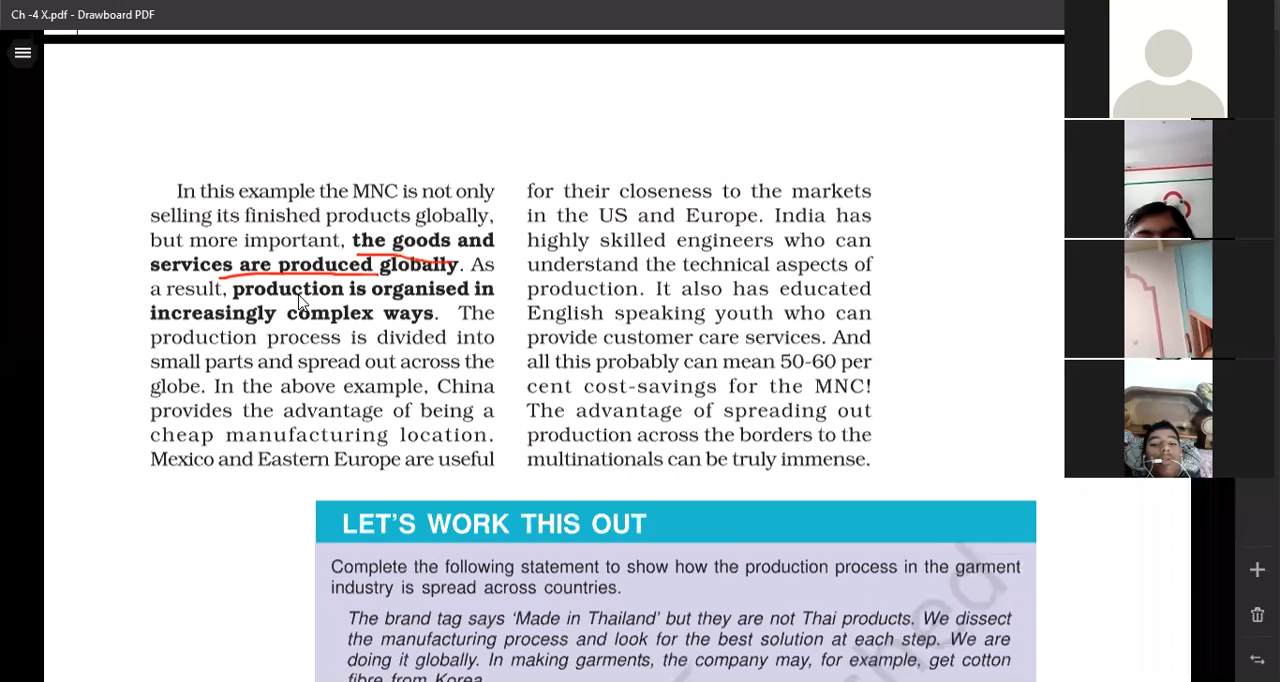 Ch -4 X.pdf - Drawboard PDF
In this example the MNC is not only
selling its finished products globally,
but more important, the goods and
services are produced globally. As
a result, production is organised in
increasingly complex ways. The
production process is divided into
small parts and spread out across the
globe. In the above example, China
provides the advantage of being a
cheap manufacturing location.
Mexico and Eastern Europe are useful
for their closeness to the markets
in the US and Europe. India has
highly skilled engineers who can
understand the technical aspects of
production. It also has educated
English speaking youth who can
provide customer care services. And
all this probably can mean 50-60 per
cent cost-savings for the MNC!
The advantage of spreading out
production across the borders to the
multinationals can be truly immense.
LET'S WORK THIS OUT
Complete the following statement to show how the production process in the garment
industry is spread across countries.
The brand tag says ‘Made in Thailand’ but they are not Thai products. We dissect
the manufacturing process and look for the best solution at each step. We are
doing it globally. In making garments, the company may, for example, get cotton
fibre from Korea